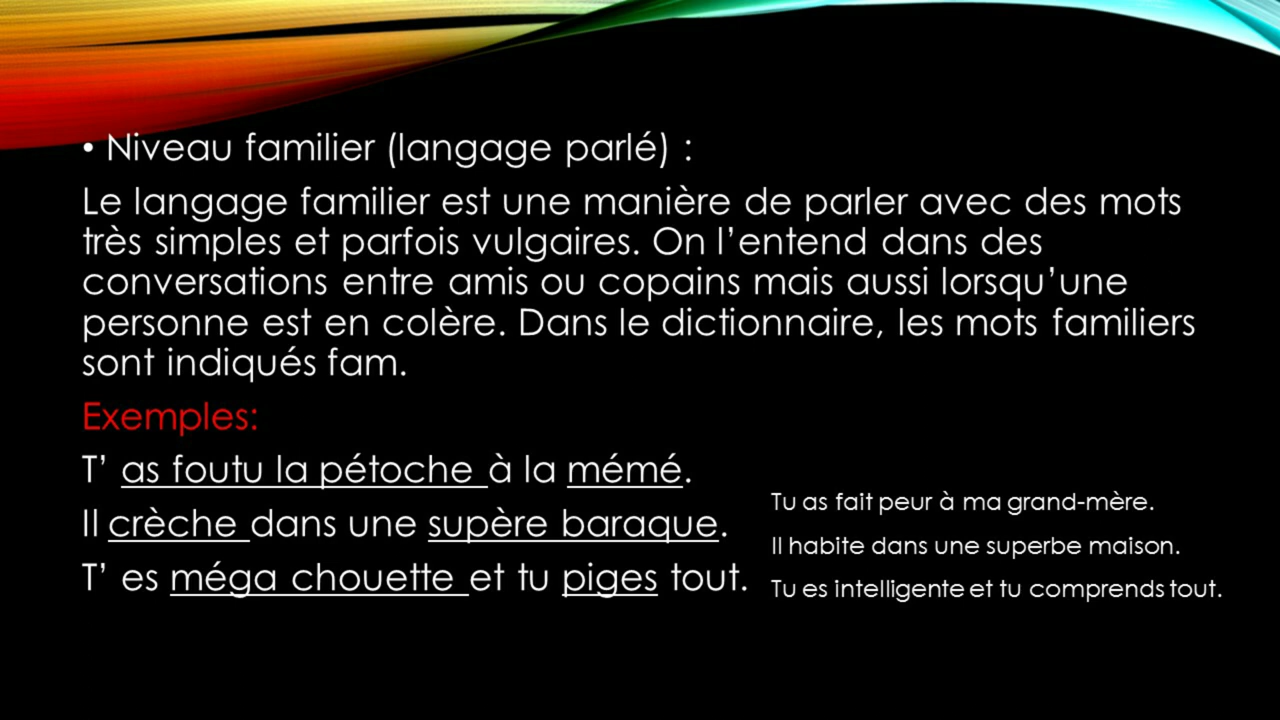 • Niveau familier (langage parlé) :
Le langage familier est une manière de parler avec des mots
très simples et parfois vulgaires. On l’entend dans des
conversations entre amis ou copains mais aussi lorsqu’une
personne est en colère. Dans le dictionnaire, les mots familiers
sont indiqués fam.
Exemples:
T’ as foutu la pétoche à la mémé.
Il crèche dans une supère baraque.
T’ es méga chouette et tu piges tout.
Tu as fait peur à ma grand-mère.
Il habite dans une superbe maison.
Tu es intelligente et tu comprends tout.